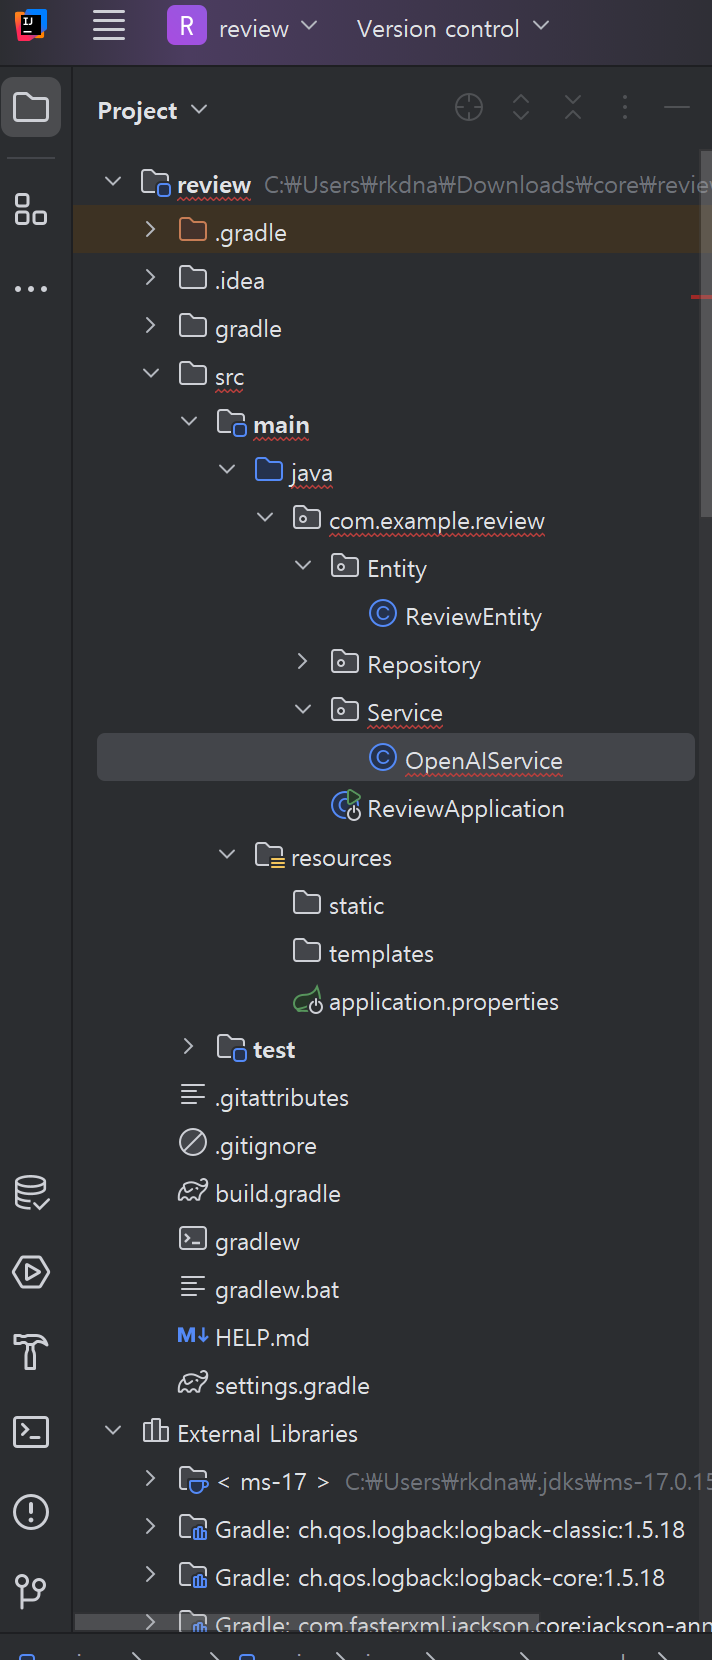 IJ
R review Version control
Project
review C:₩Users₩rkdna₩Downloads₩core₩review
.gradle
.idea
gradle
src
main
java
com.example.review
Entity
C ReviewEntity
Repository
Service
C OpenAIService
ReviewApplication
resources
static
templates
application.properties
test
.gitattributes
.gitignore
build.gradle
gradlew
gradlew.bat
M↓ HELP.md
settings.gradle
External Libraries
< ms-17 > C:₩Users₩rkdna₩.jdks₩ms-17.0.15
Gradle: ch.qos.logback:logback-classic:1.5.18
Gradle: ch.qos.logback:logback-core:1.5.18
Gradle: com.fasterxml.jackson.core:jackson-ann